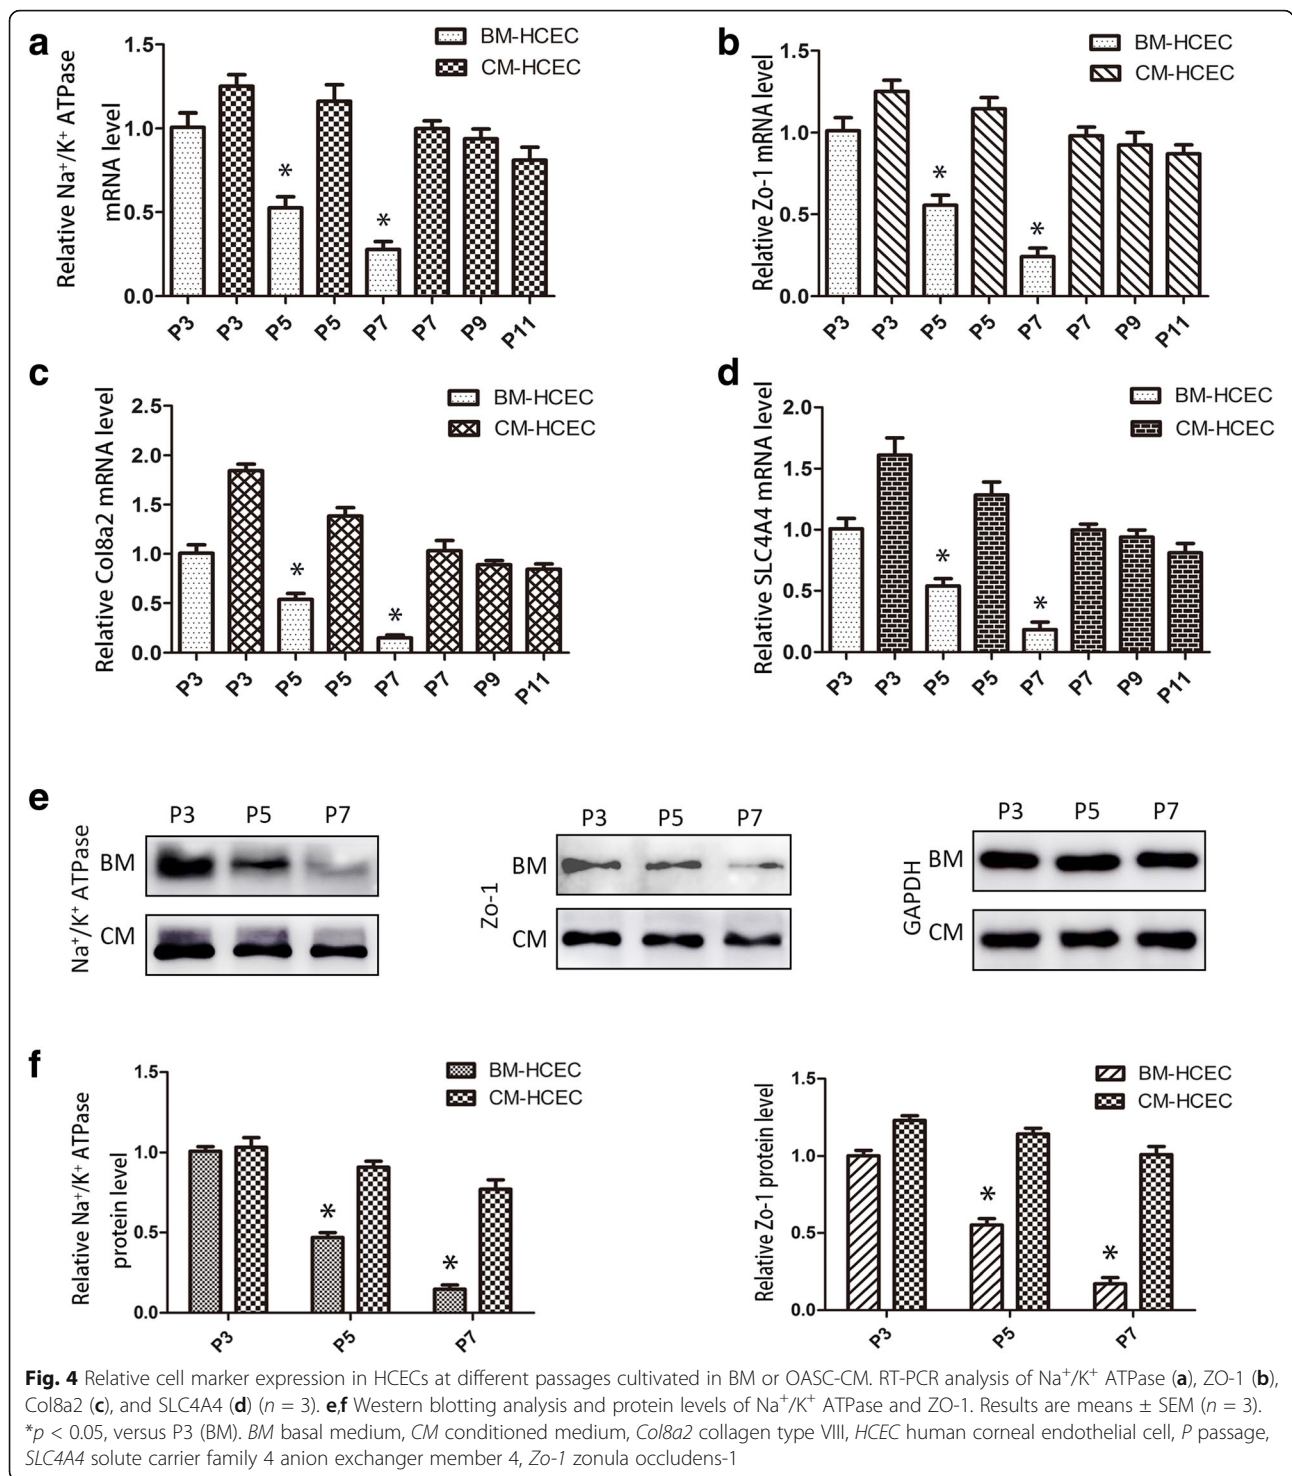 a
BM-HCEC
CM-HCEC
Relative Na⁺/K⁺ ATPase
mRNA level
1.5
1.0
0.5
0.0
*
*
P3 P3 P5 P5 P7 P7 P9 P11
b
BM-HCEC
CM-HCEC
Relative Zo-1 mRNA level
1.5
1.0
0.5
0.0
*
*
P3 P3 P5 P5 P7 P7 P9 P11
c
BM-HCEC
CM-HCEC
Relative Col8a2 mRNA level
2.5
2.0
1.5
1.0
0.5
0.0
*
*
P3 P3 P5 P5 P7 P7 P9 P11
d
BM-HCEC
CM-HCEC
Relative SLC4A4 mRNA level
2.0
1.5
1.0
0.5
0.0
*
*
P3 P3 P5 P5 P7 P7 P9 P11
e
Na⁺/K⁺ ATPase
P3 P5 P7
BM
CM
Zo-1
P3 P5 P7
BM
CM
GAPDH
P3 P5 P7
BM
CM
f
BM-HCEC
CM-HCEC
Relative Na⁺/K⁺ ATPase
protein level
1.5
1.0
0.5
0.0
*
*
P3 P5 P7
BM-HCEC
CM-HCEC
Relative Zo-1 protein level
1.5
1.0
0.5
0.0
*
*
P3 P5 P7
Fig. 4 Relative cell marker expression in HCECs at different passages cultivated in BM or OASC-CM. RT-PCR analysis of Na⁺/K⁺ ATPase (a), ZO-1 (b),
Col8a2 (c), and SLC4A4 (d) (n = 3). e,f Western blotting analysis and protein levels of Na⁺/K⁺ ATPase and ZO-1. Results are means ± SEM (n = 3).
*p < 0.05, versus P3 (BM). BM basal medium, CM conditioned medium, Col8a2 collagen type VIII, HCEC human corneal endothelial cell, P passage,
SLC4A4 solute carrier family 4 anion exchanger member 4, Zo-1 zonula occludens-1